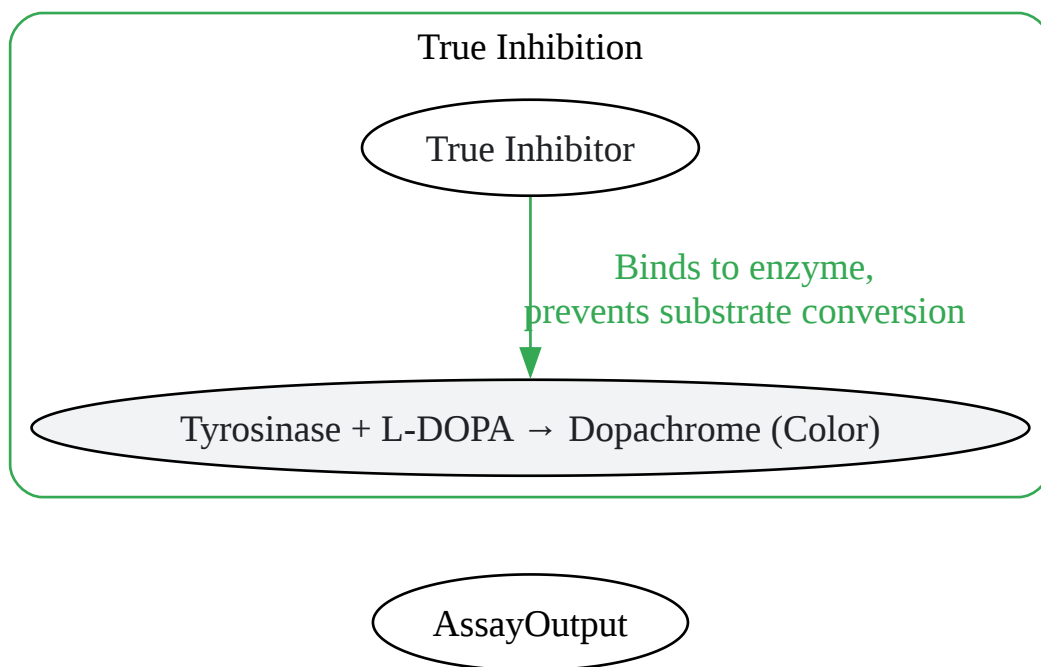 True Inhibition
True Inhibitor
Binds to enzyme,
prevents substrate conversion
Tyrosinase + L-DOPA → Dopachrome (Color)
AssayOutput